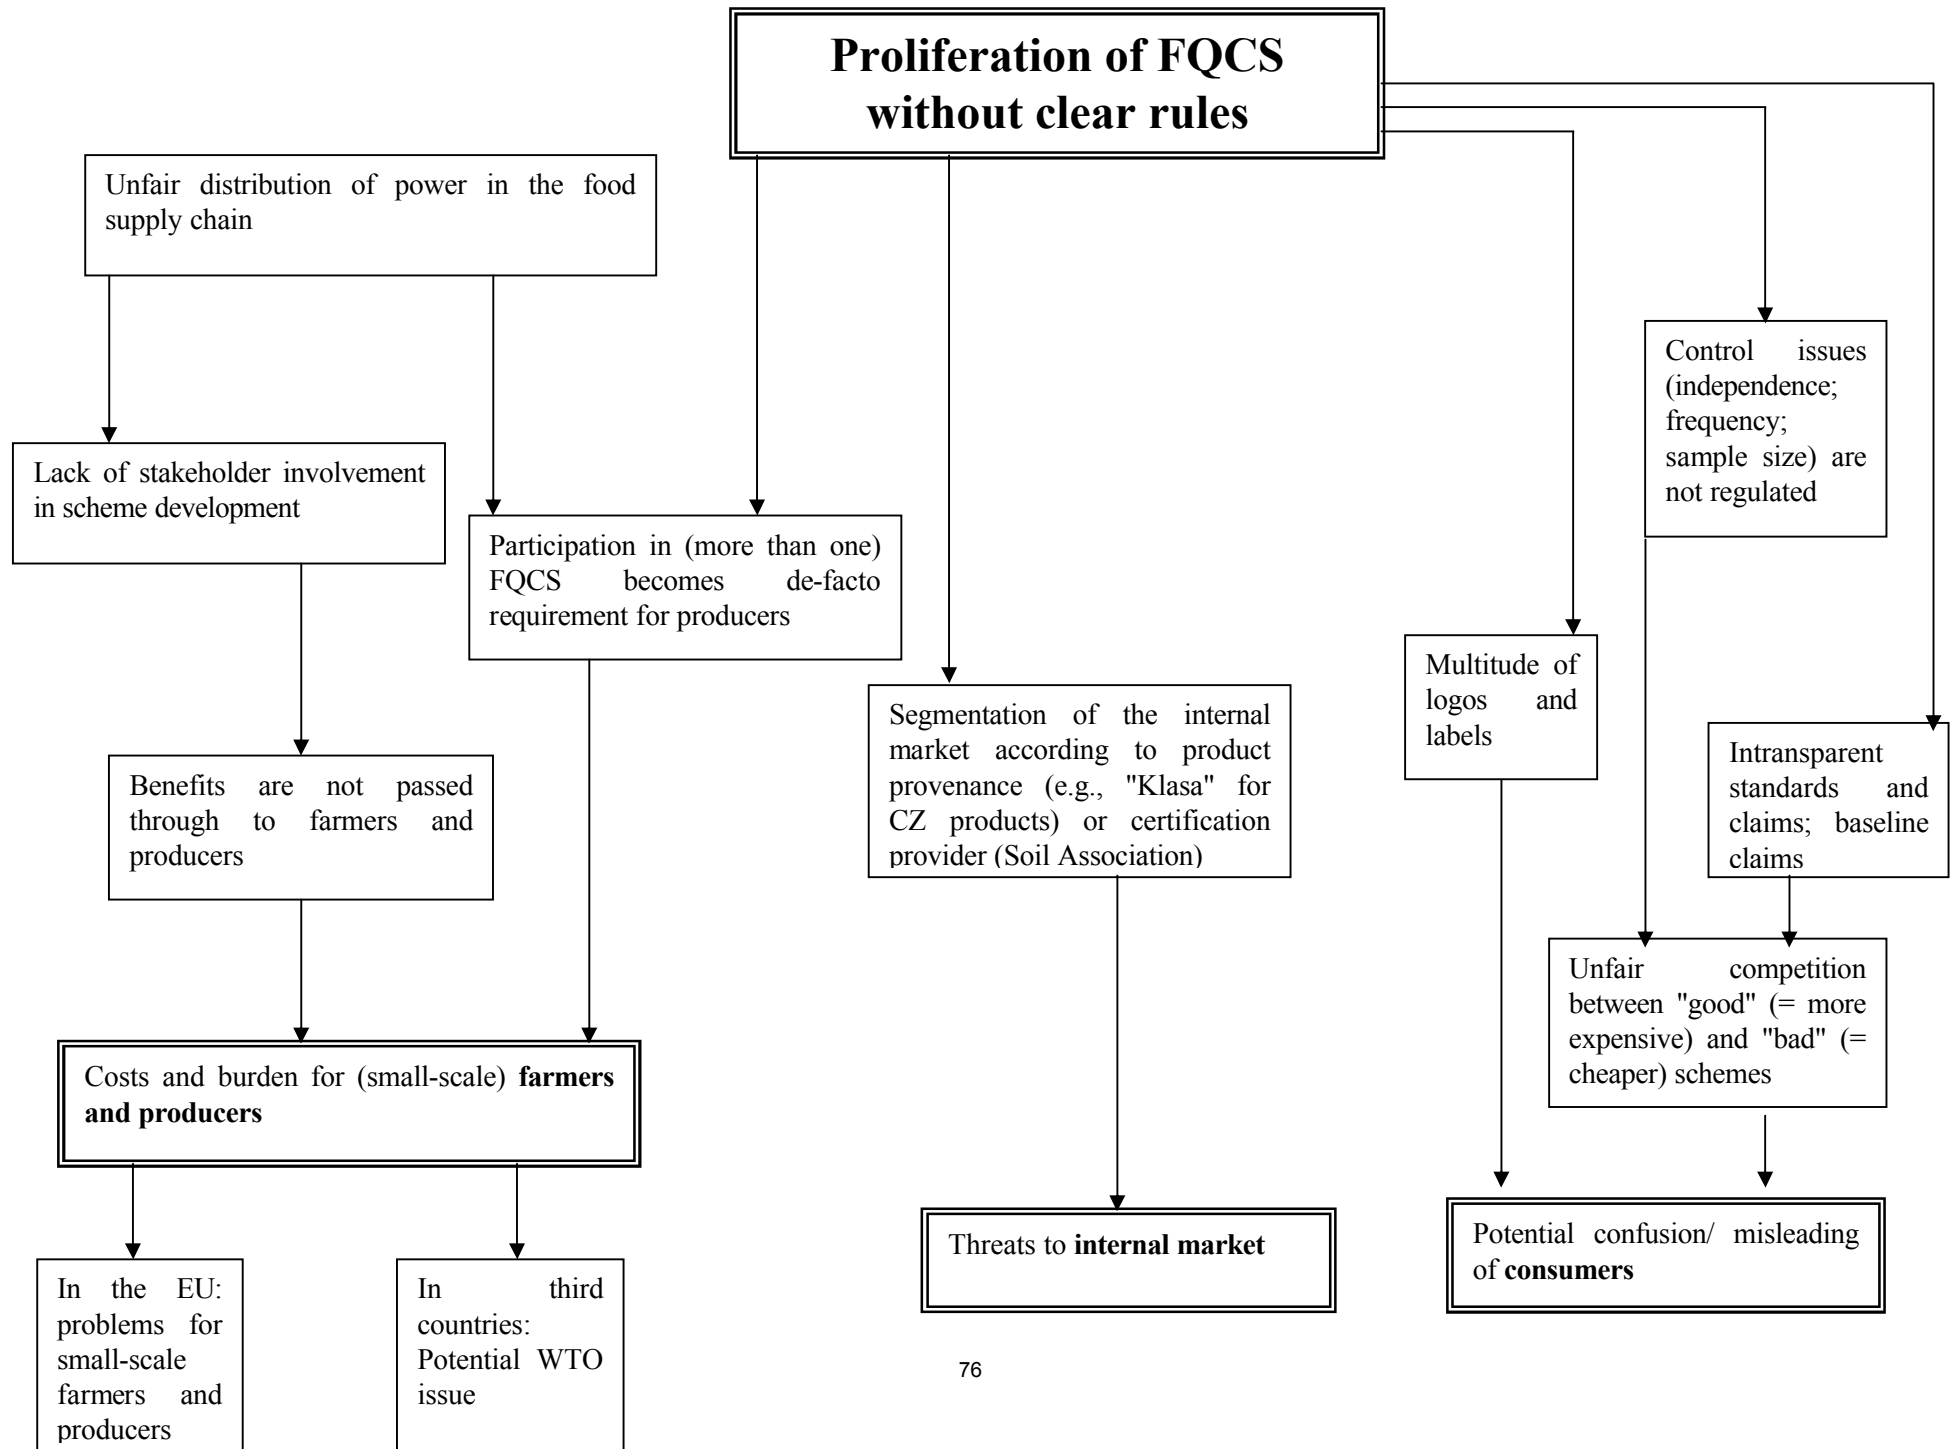 Proliferation of FQCS
without clear rules
Unfair distribution of power in the food
supply chain
Control issues
(independence;
frequency;
sample size) are
not regulated
Lack of stakeholder involvement
in scheme development
Participation in (more than one)
FQCS becomes de-facto
requirement for producers
Multitude of
logos and
labels
Segmentation of the internal
market according to product
provenance (e.g., "Klasa" for
CZ products) or certification
provider (Soil Association)
Intransparent
standards and
claims; baseline
claims
Benefits are not passed
through to farmers and
producers
Unfair competition
between "good" (= more
expensive) and "bad" (=
cheaper) schemes
Costs and burden for (small-scale) farmers
and producers
Threats to internal market
Potential confusion/ misleading
of consumers
In the EU:
problems for
small-scale
farmers and
producers
In third
countries:
Potential WTO
issue
76